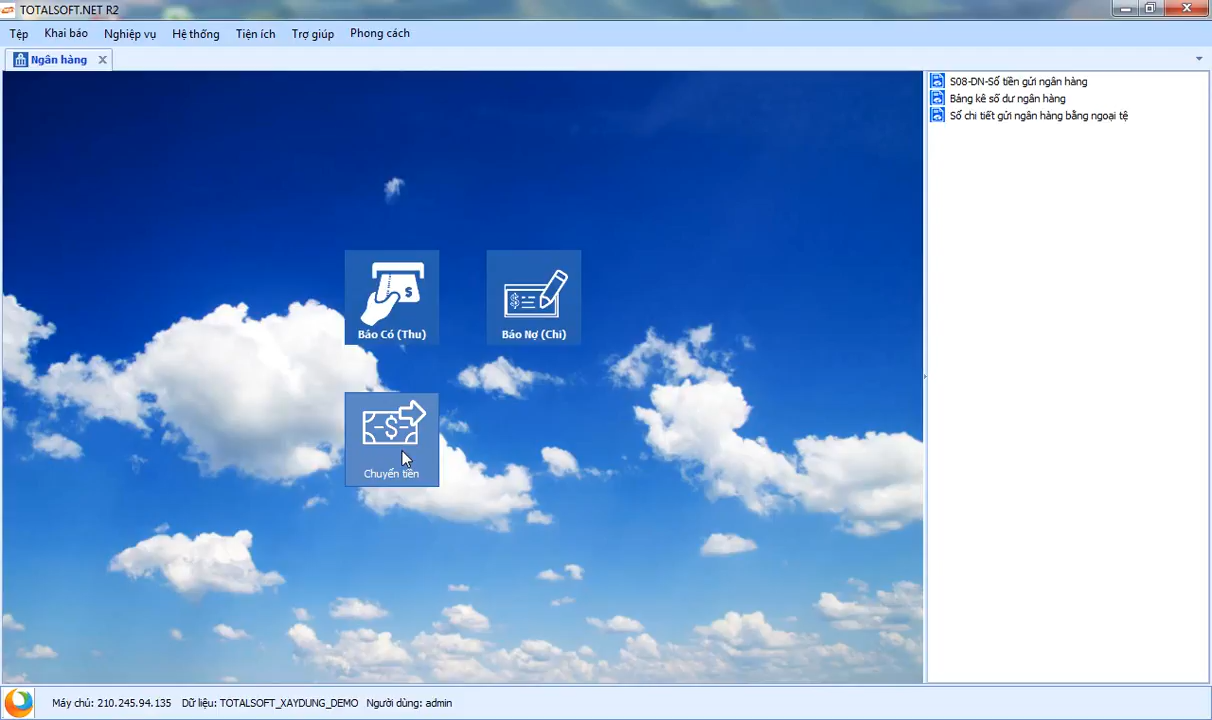 TOTALSOFT.NET R2
Tệp Khai báo Nghiệp vụ Hệ thống Tiện ích Trợ giúp Phong cách
Ngân hàng
S08-DN-Sổ tiền gửi ngân hàng
Bảng kê số dư ngân hàng
Sổ chi tiết gửi ngân hàng bằng ngoại tệ
Báo Có (Thu) Báo Nợ (Chi)
Chuyển tiền
Máy chủ: 210.245.94.135 Dữ liệu: TOTALSOFT_XAYDUNG_DEMO Người dùng: admin